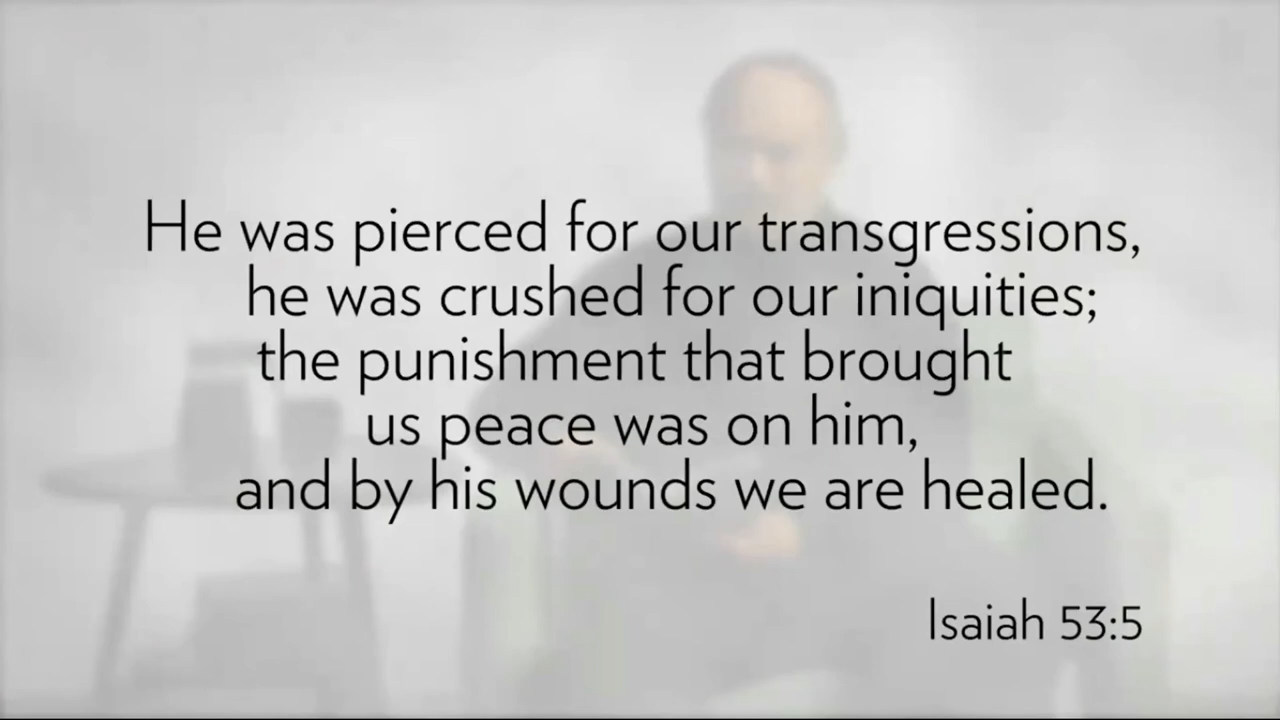 He was pierced for our transgressions,
he was crushed for our iniquities;
the punishment that brought
us peace was on him,
and by his wounds we are healed.
Isaiah 53:5